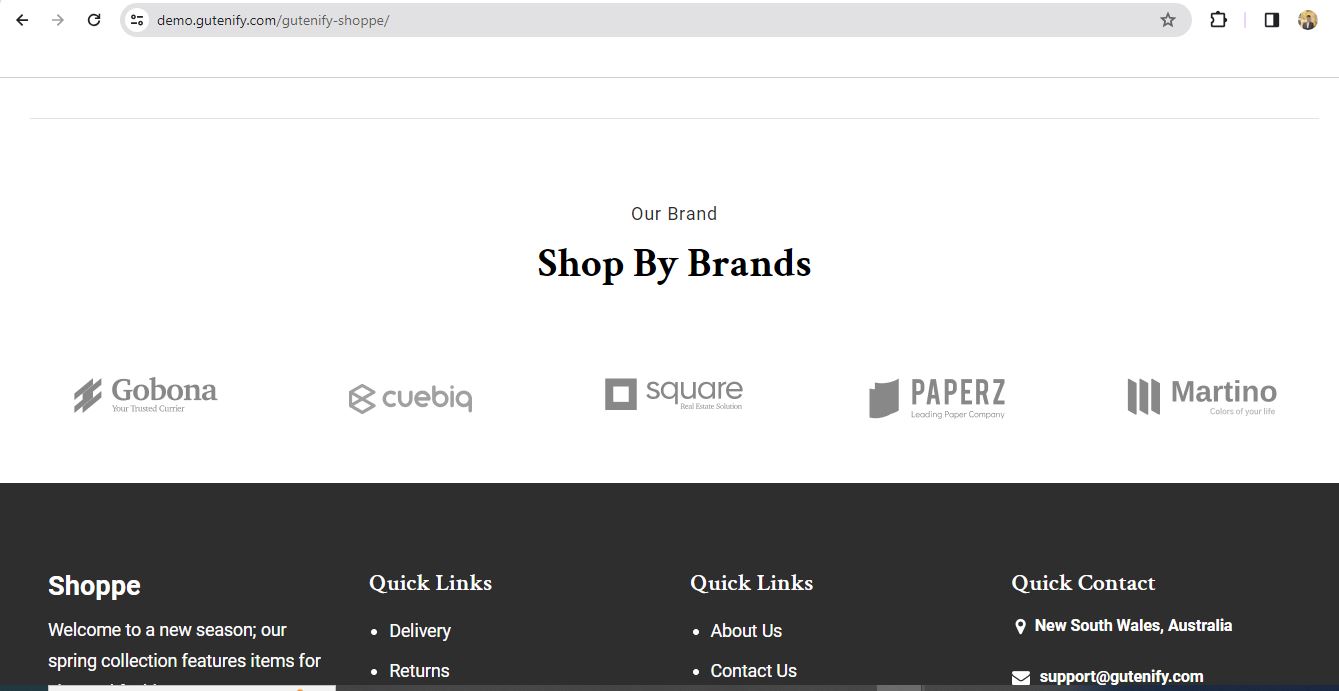 demo.gutenify.com/gutenify-shoppe/
Our Brand
Shop By Brands
Gobona
Your Trusted Currier
cuebiq
square
Real Estate Solution
PAPERZ
Leading Paper Company
Martino
Colors of your life
Shoppe
Welcome to a new season; our
spring collection features items for
Quick Links
Delivery
Returns
Quick Links
About Us
Contact Us
Quick Contact
New South Wales, Australia
support@gutenify.com